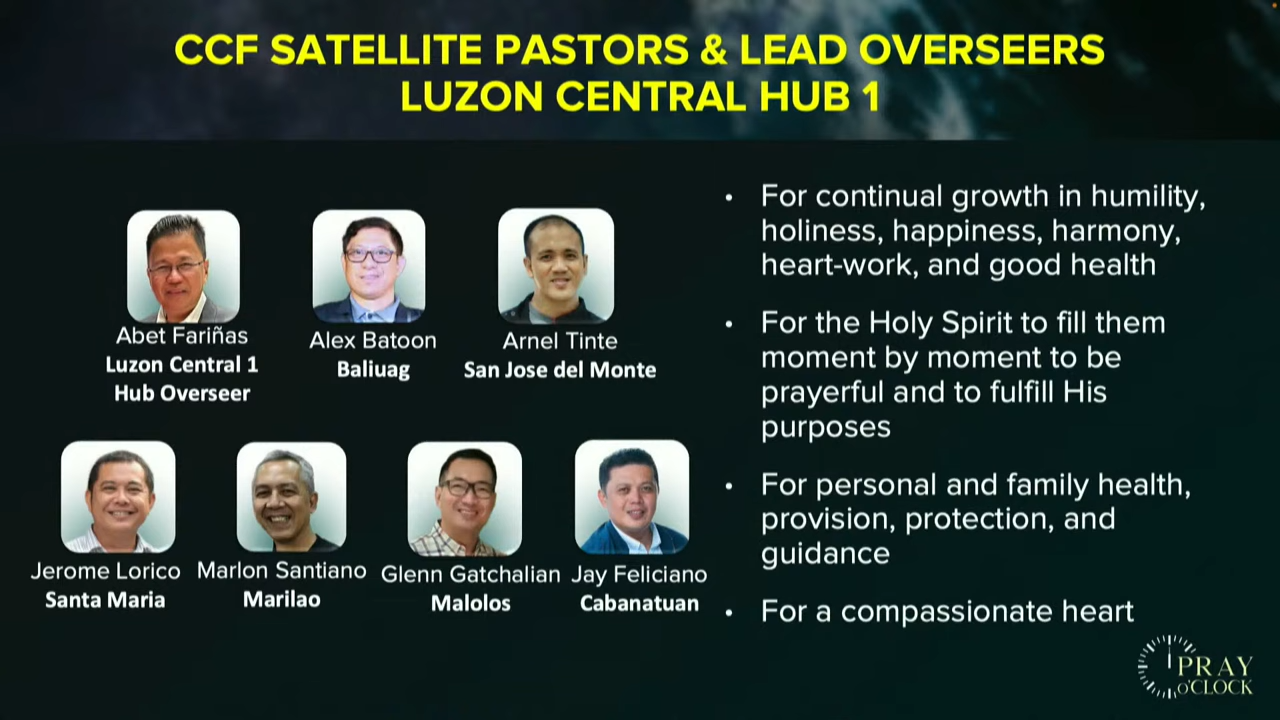 CCF SATELLITE PASTORS & LEAD OVERSEERS
LUZON CENTRAL HUB 1
Abet Fariñas
Luzon Central 1
Hub Overseer
Alex Batoon
Baliuag
Arnel Tinte
San Jose del Monte
Jerome Lorico
Santa Maria
Marlon Santiano
Marilao
Glenn Gatchalian
Malolos
Jay Feliciano
Cabanatuan
• For continual growth in humility,
holiness, happiness, harmony,
heart-work, and good health
• For the Holy Spirit to fill them
moment by moment to be
prayerful and to fulfill His
purposes
• For personal and family health,
provision, protection, and
guidance
• For a compassionate heart
PRAY
O'CLOCK